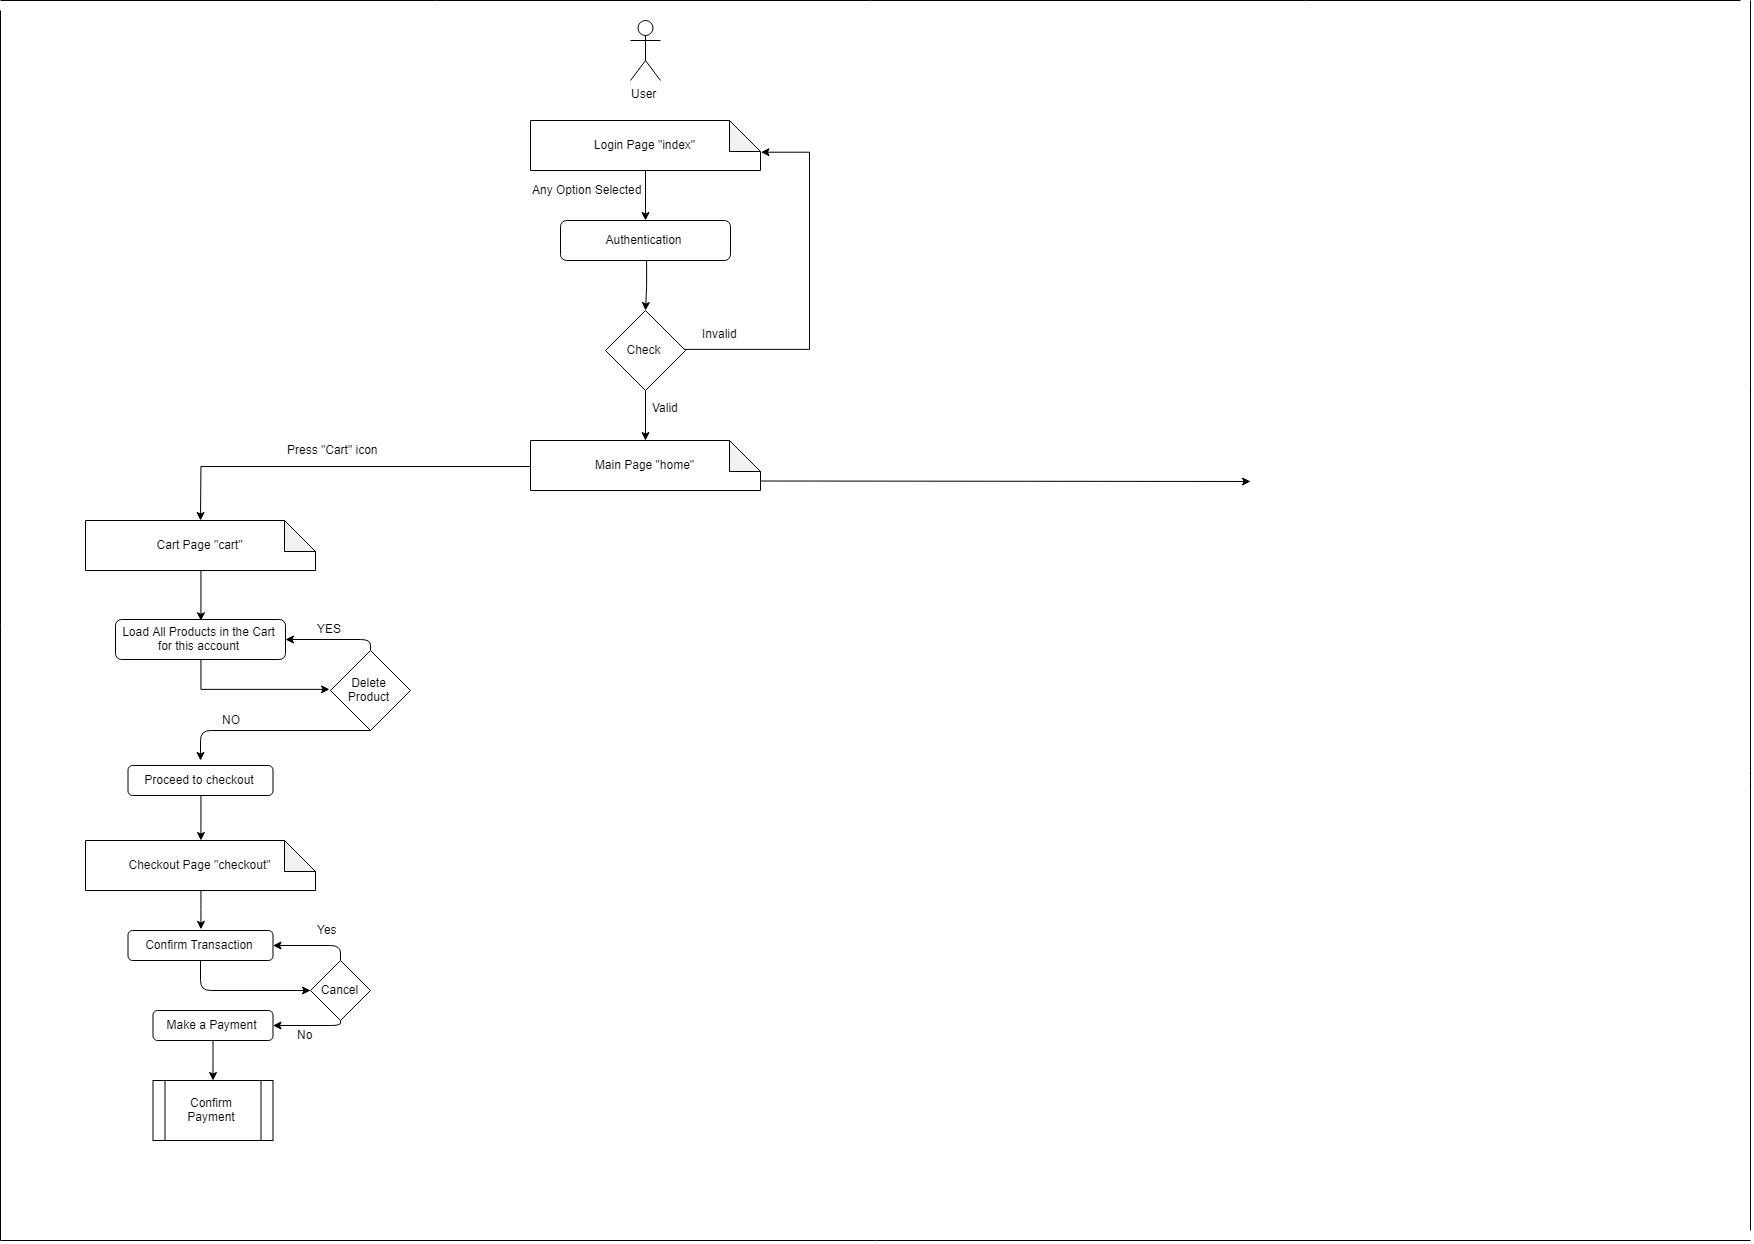 User
Login Page "index"
Any Option Selected
Authentication
Invalid
Check
Valid
Press "Cart" icon
Main Page "home"
Cart Page "cart"
Load All Products in the Cart
for this account
YES
Delete
Product
NO
Proceed to checkout
Checkout Page "checkout"
Yes
Confirm Transaction
Cancel
Make a Payment
No
Confirm
Payment